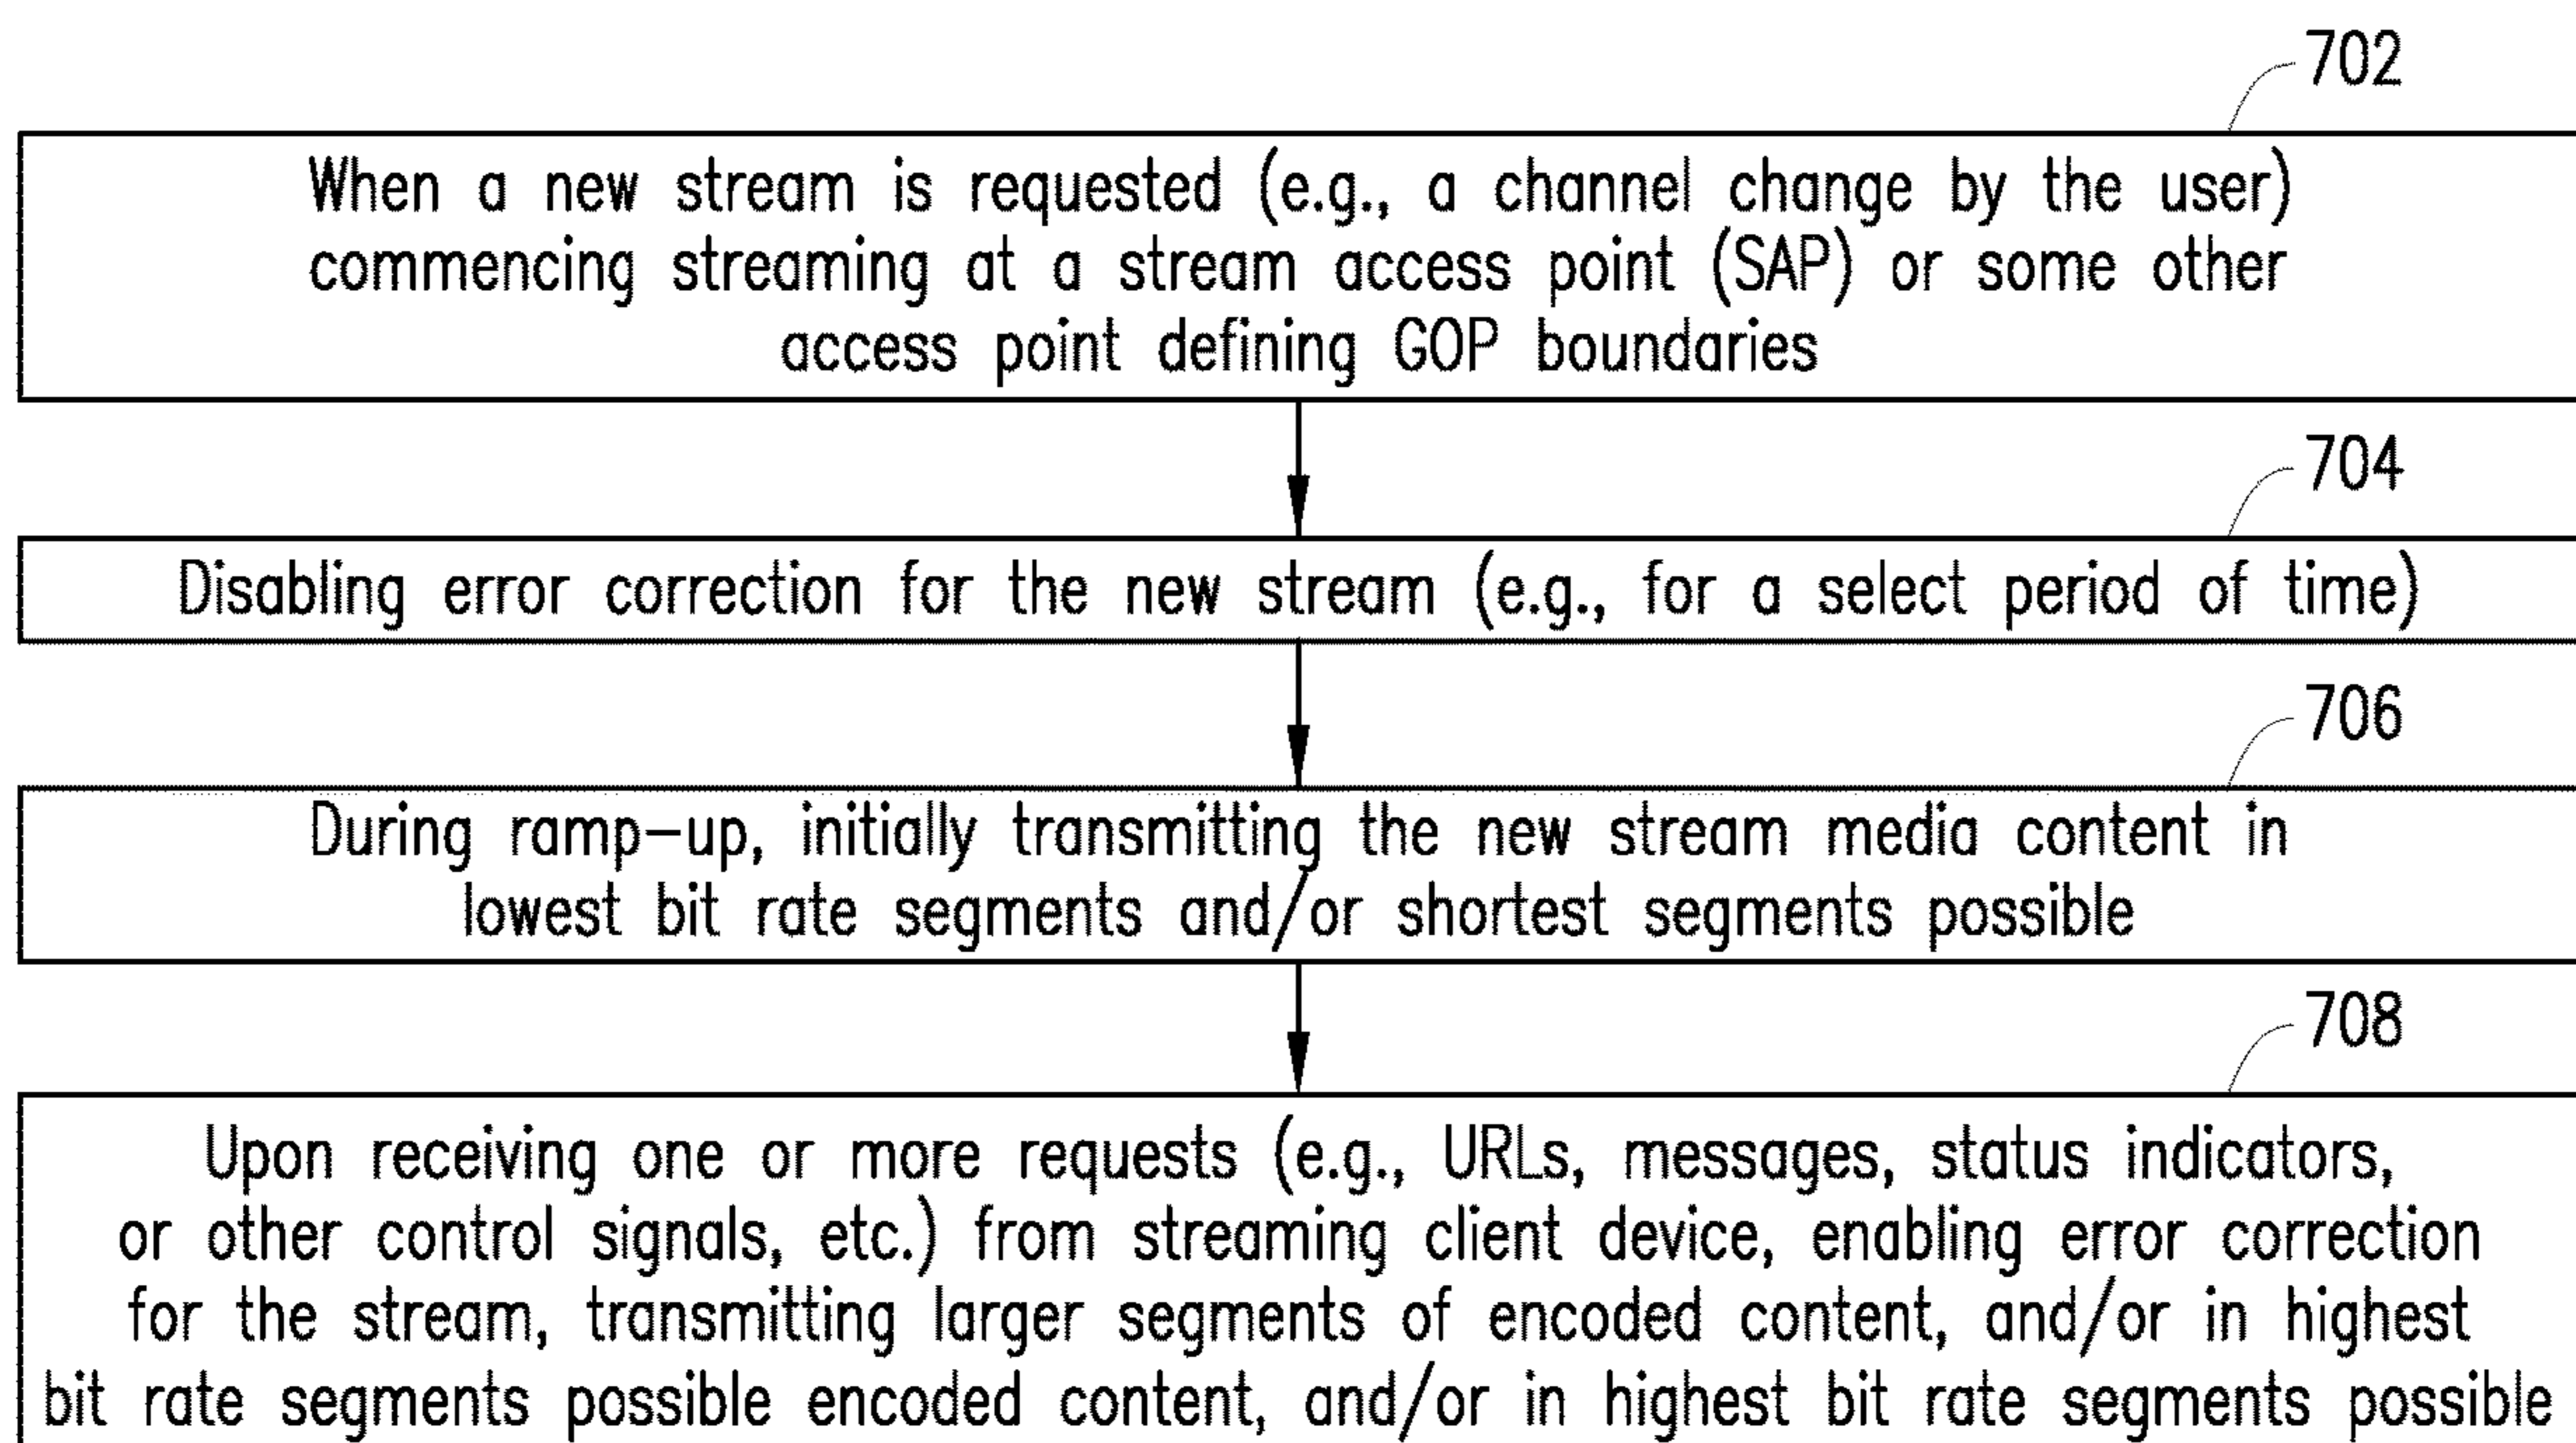 702
When a new stream is requested (e.g., a channel change by the user)
commencing streaming at a stream access point (SAP) or some other
access point defining GOP boundaries
704
Disabling error correction for the new stream (e.g., for a select period of time)
706
During ramp-up, initially transmitting the new stream media content in
lowest bit rate segments and/or shortest segments possible
708
Upon receiving one or more requests (e.g., URLs, messages, status indicators,
or other control signals, etc.) from streaming client device, enabling error correction
for the stream, transmitting larger segments of encoded content, and/or in highest
bit rate segments possible encoded content, and/or in highest bit rate segments possible